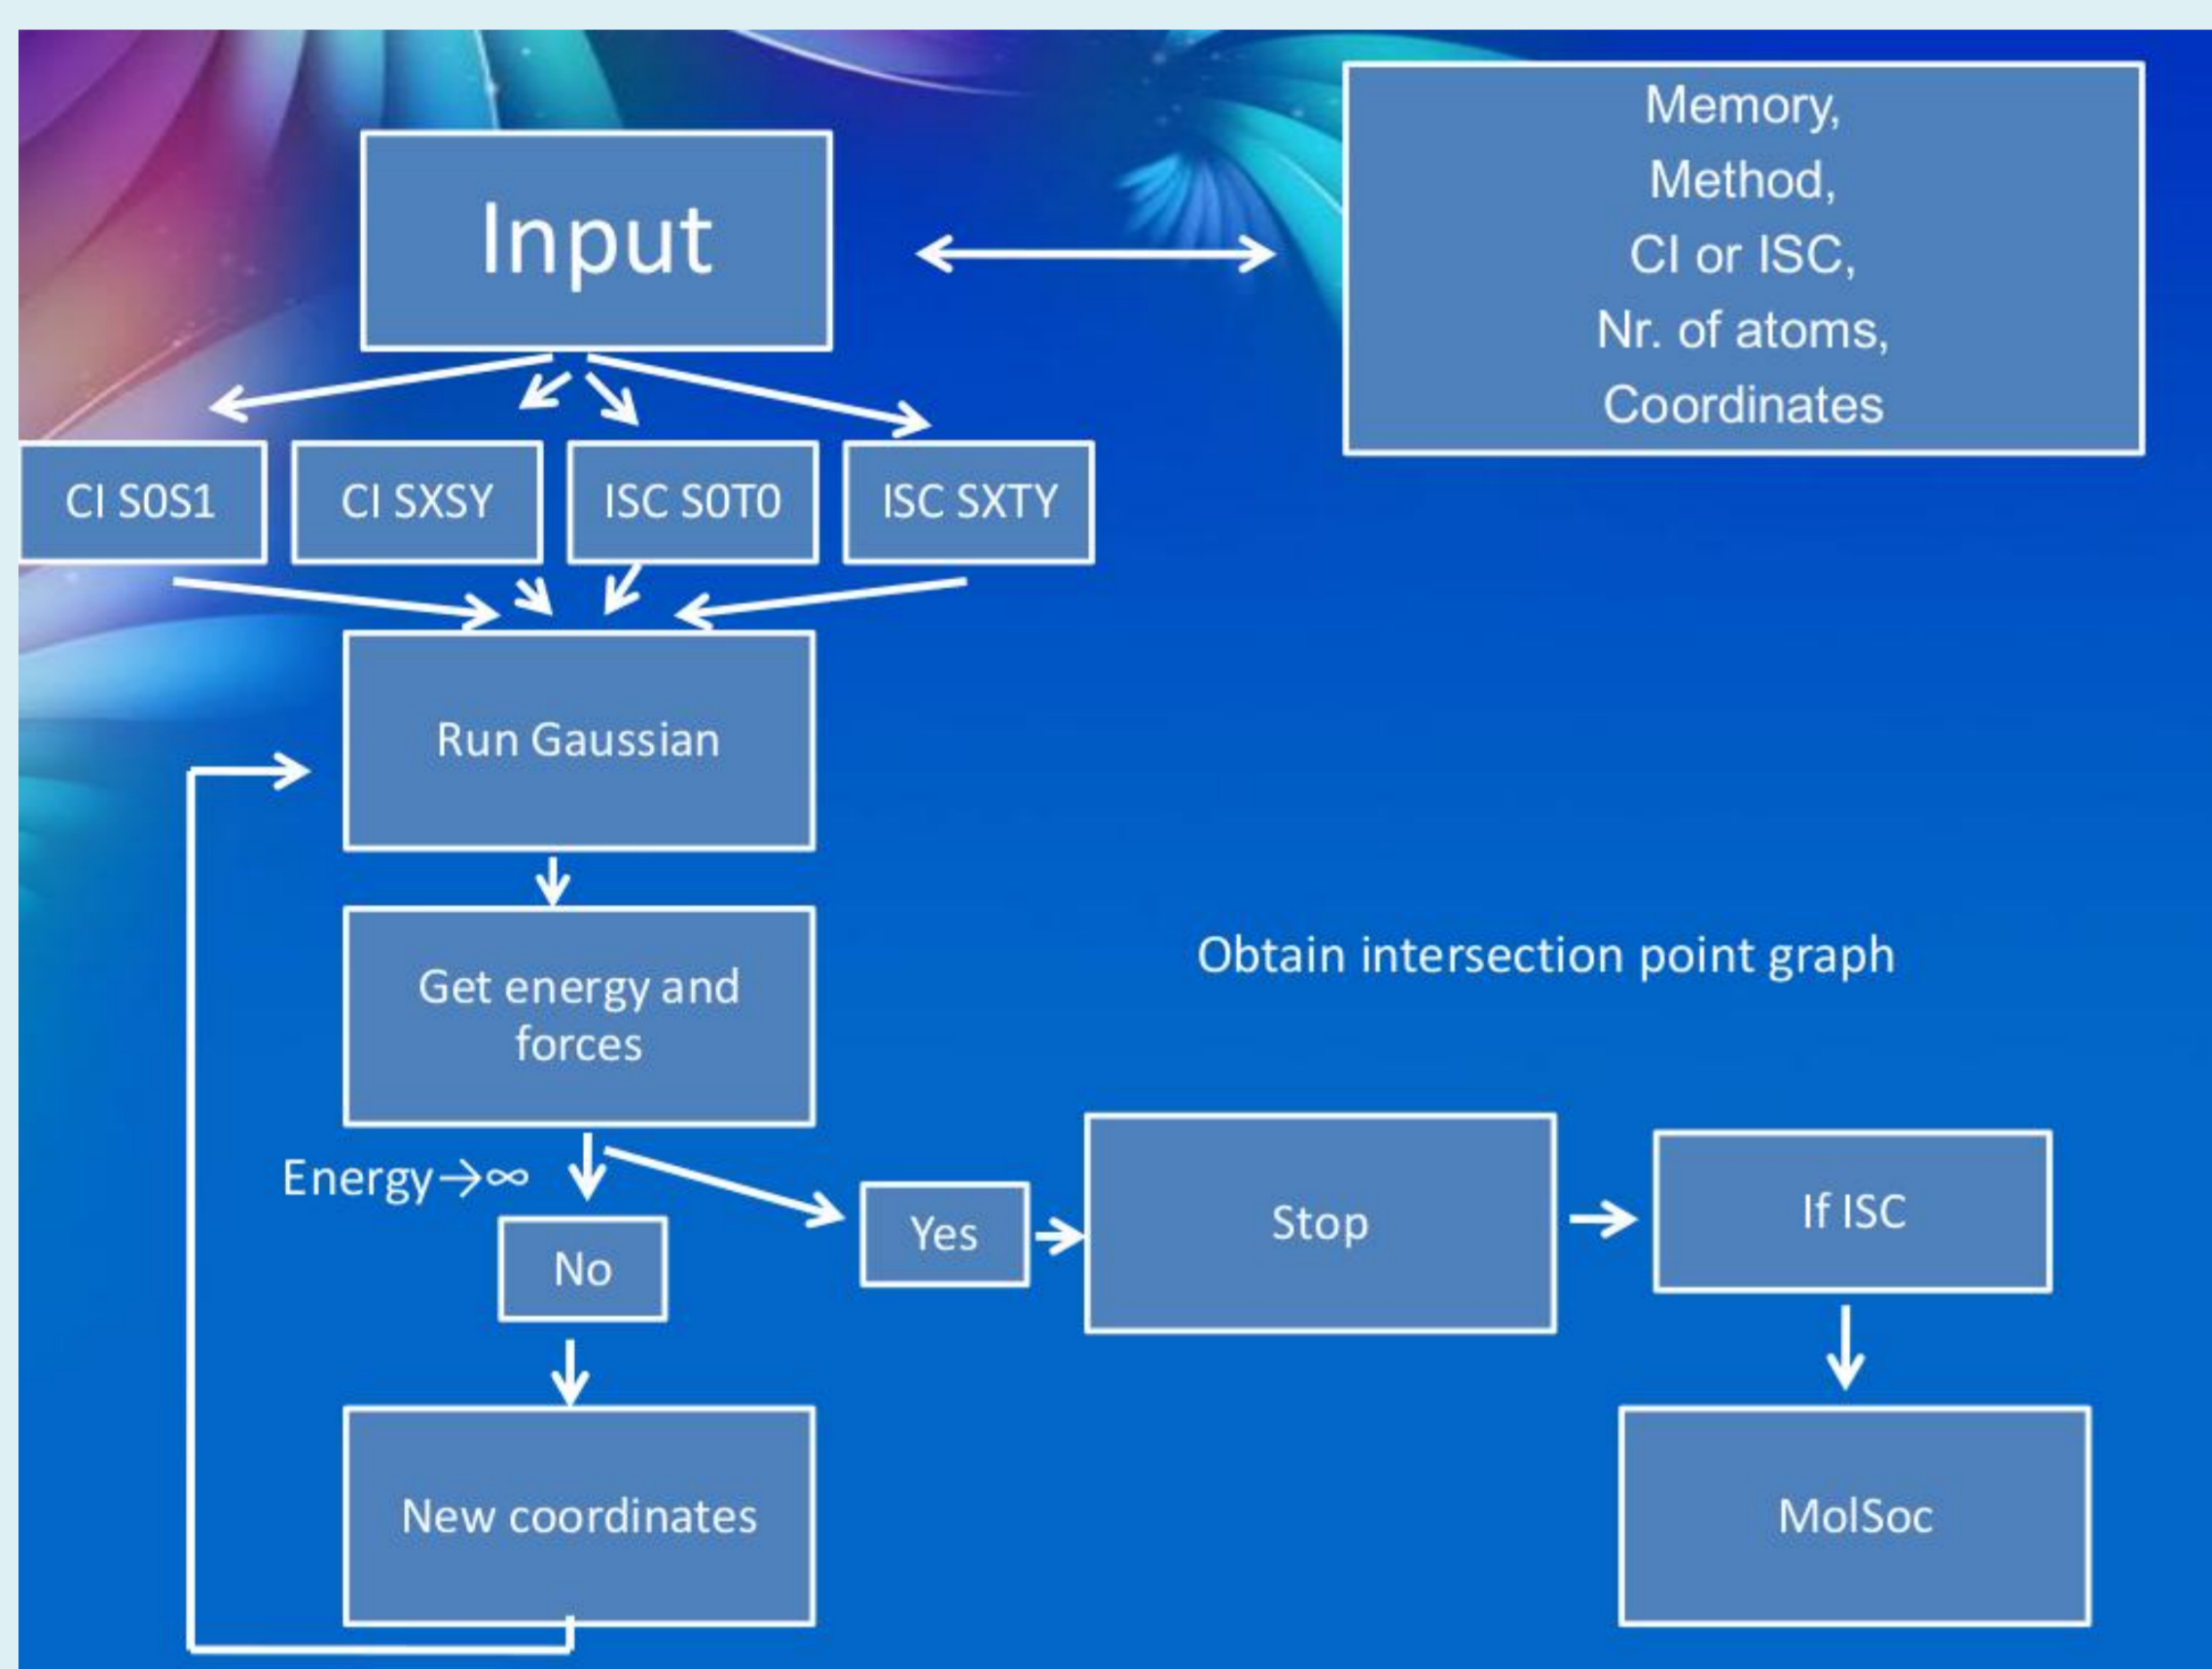 Input
Memory,
Method,
CI or ISC,
Nr. of atoms,
Coordinates
CI S0S1
CI SXSY
ISC S0T0
ISC SXTY
Run Gaussian
Get energy and
forces
Obtain intersection point graph
Energy→∞
No
Yes
Stop
If ISC
New coordinates
MolSoc